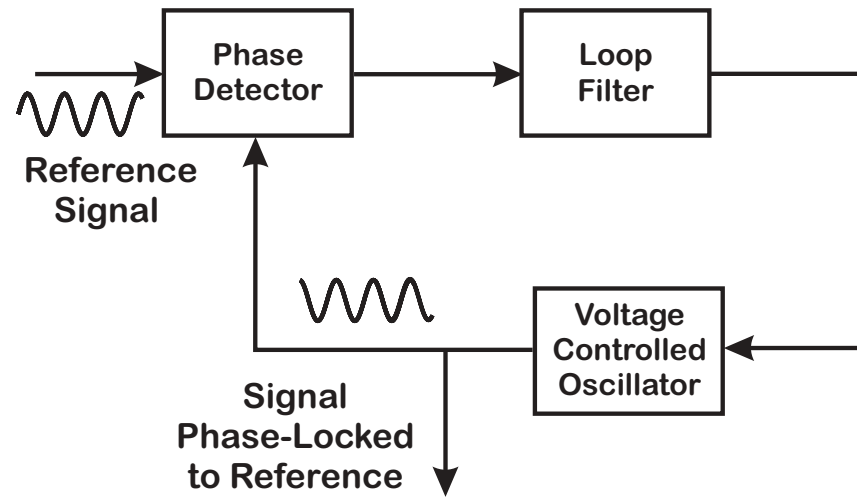 Phase
Detector
Loop
Filter
Reference
Signal
Voltage
Controlled
Oscillator
Signal
Phase-Locked
to Reference